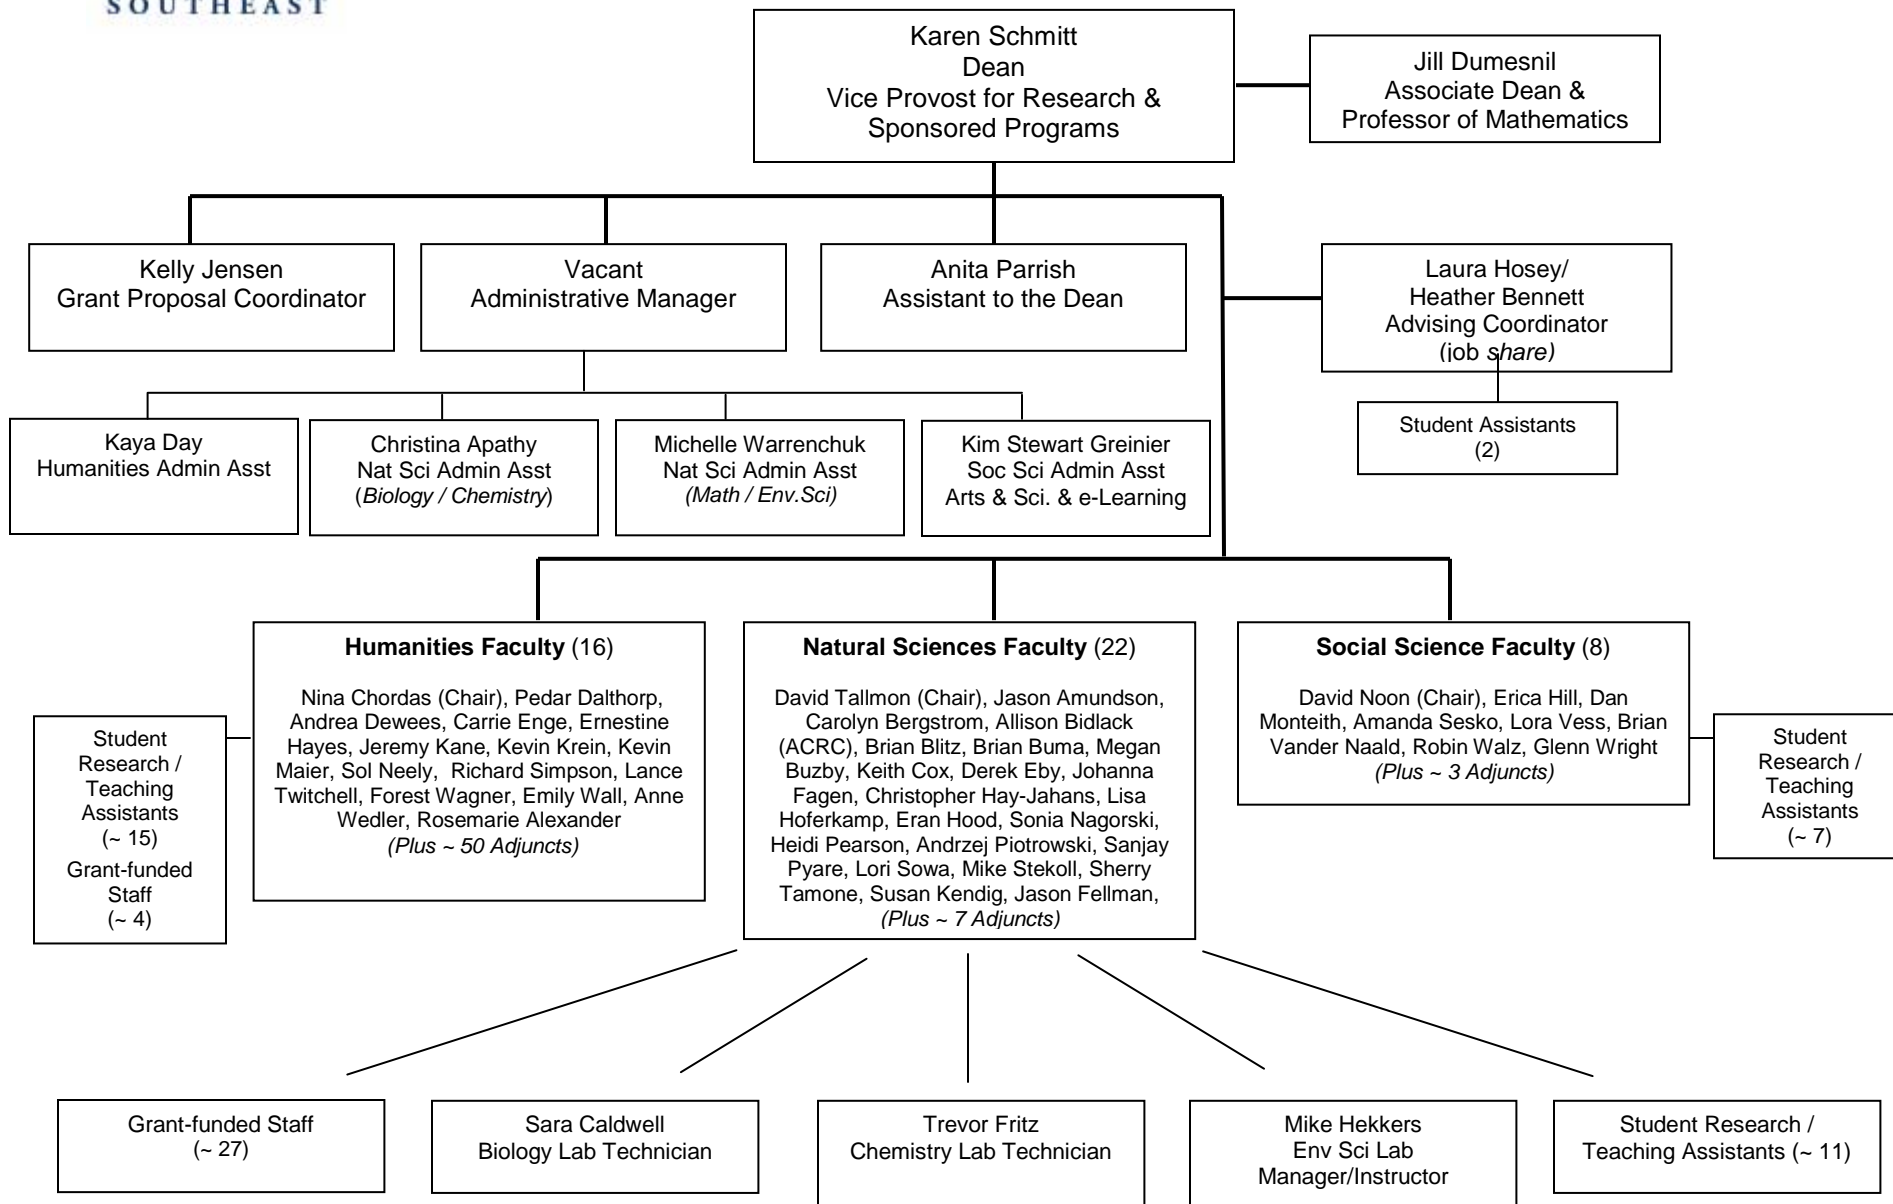 SOUTHEAST
Karen Schmitt
Dean
Vice Provost for Research &
Sponsored Programs
Jill Dumesnil
Associate Dean &
Professor of Mathematics
Kelly Jensen
Grant Proposal Coordinator
Vacant
Administrative Manager
Anita Parrish
Assistant to the Dean
Laura Hosey/
Heather Bennett
Advising Coordinator
(job share)
Student Assistants
(2)
Kaya Day
Humanities Admin Asst
Christina Apathy
Nat Sci Admin Asst
(Biology / Chemistry)
Michelle Warrenchuk
Nat Sci Admin Asst
(Math / Env.Sci)
Kim Stewart Greinier
Soc Sci Admin Asst
Arts & Sci. & e-Learning
Humanities Faculty (16)
Nina Chordas (Chair), Pedar Dalthorp,
Andrea Dewees, Carrie Enge, Ernestine
Hayes, Jeremy Kane, Kevin Krein, Kevin
Maier, Sol Neely, Richard Simpson, Lance
Twitchell, Forest Wagner, Emily Wall, Anne
Wedler, Rosemarie Alexander
(Plus ~ 50 Adjuncts)
Student
Research /
Teaching
Assistants
(~ 15)
Grant-funded
Staff
(~ 4)
Natural Sciences Faculty (22)
David Tallmon (Chair), Jason Amundson,
Carolyn Bergstrom, Allison Bidlack
(ACRC), Brian Blitz, Brian Buma, Megan
Buzby, Keith Cox, Derek Eby, Johanna
Fagen, Christopher Hay-Jahans, Lisa
Hoferkamp, Eran Hood, Sonia Nagorski,
Heidi Pearson, Andrzej Piotrowski, Sanjay
Pyare, Lori Sowa, Mike Stekoll, Sherry
Tamone, Susan Kendig, Jason Fellman,
(Plus ~ 7 Adjuncts)
Social Science Faculty (8)
David Noon (Chair), Erica Hill, Dan
Monteith, Amanda Sesko, Lora Vess, Brian
Vander Naald, Robin Walz, Glenn Wright
(Plus ~ 3 Adjuncts)
Student
Research /
Teaching
Assistants
(~ 7)
Grant-funded Staff
(~ 27)
Sara Caldwell
Biology Lab Technician
Trevor Fritz
Chemistry Lab Technician
Mike Hekkers
Env Sci Lab
Manager/Instructor
Student Research /
Teaching Assistants (~ 11)